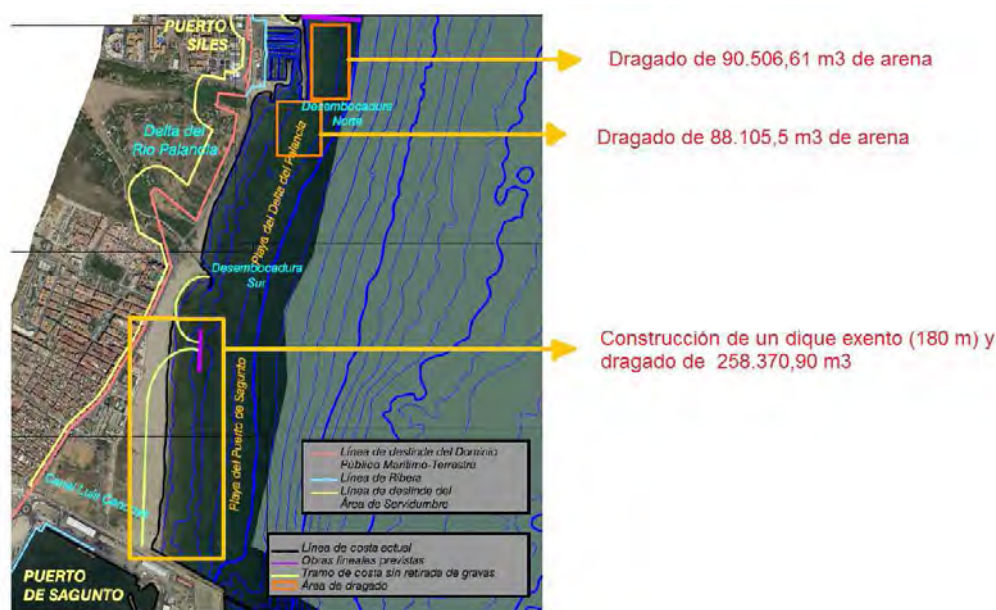 PUERTO
SILES
Dragado de 90.506,61 m3 de arena
Desembocadura
Norte
Delta del
Río Palancia
Dragado de 88.105,5 m3 de arena
Playa del Delta del Palancia
Desembocadura
Sur
Construcción de un dique exento (180 m) y
dragado de 258.370,90 m3
Playa del Puerto de Sagunto
Línea de deslinde del Dominio
Público Marítimo-Terrestre
Línea de Ribera
Línea de deslinde del
Área de Servidumbre
Canal Luis
Línea de costa actual
Obras lineales previstas
Tramo de costa sin retirada de gravas
Área de dragado
PUERTO
DE SAGUNTO